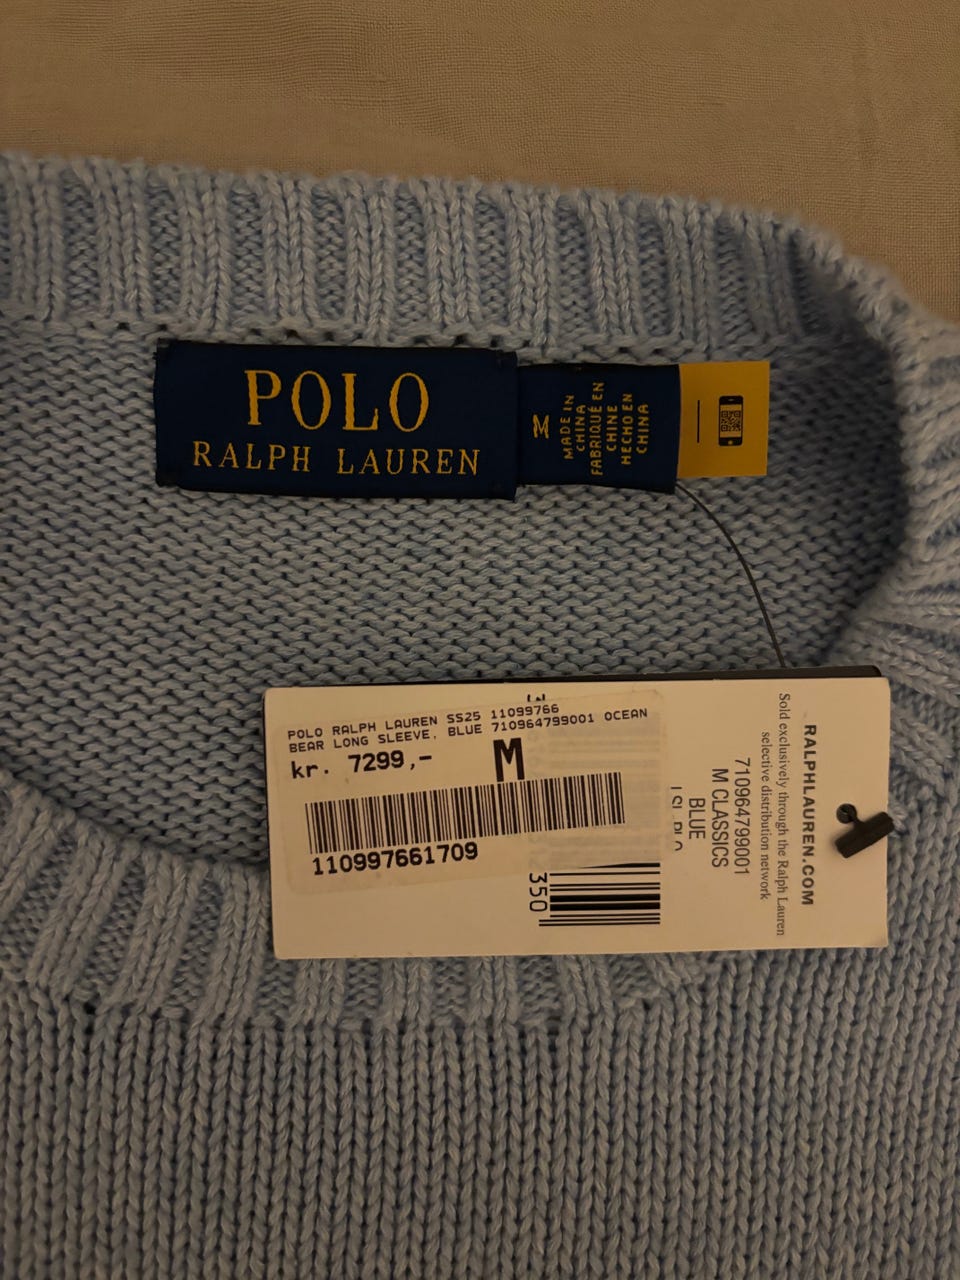 POLO
RALPH LAUREN
M
MADE IN
CHINA
FABRIQUÉ EN
CHINE
HECHO EN
CHINA
POLO RALPH LAUREN SS25 11099766
BEAR LONG SLEEVE, BLUE 710964799001 OCEAN
kr. 7299,-
M
110997661709
350
RALPHLAUREN.COM
Sold exclusively through the Ralph Lauren
selective distribution network
710964799001
M CLASSICS
BLUE